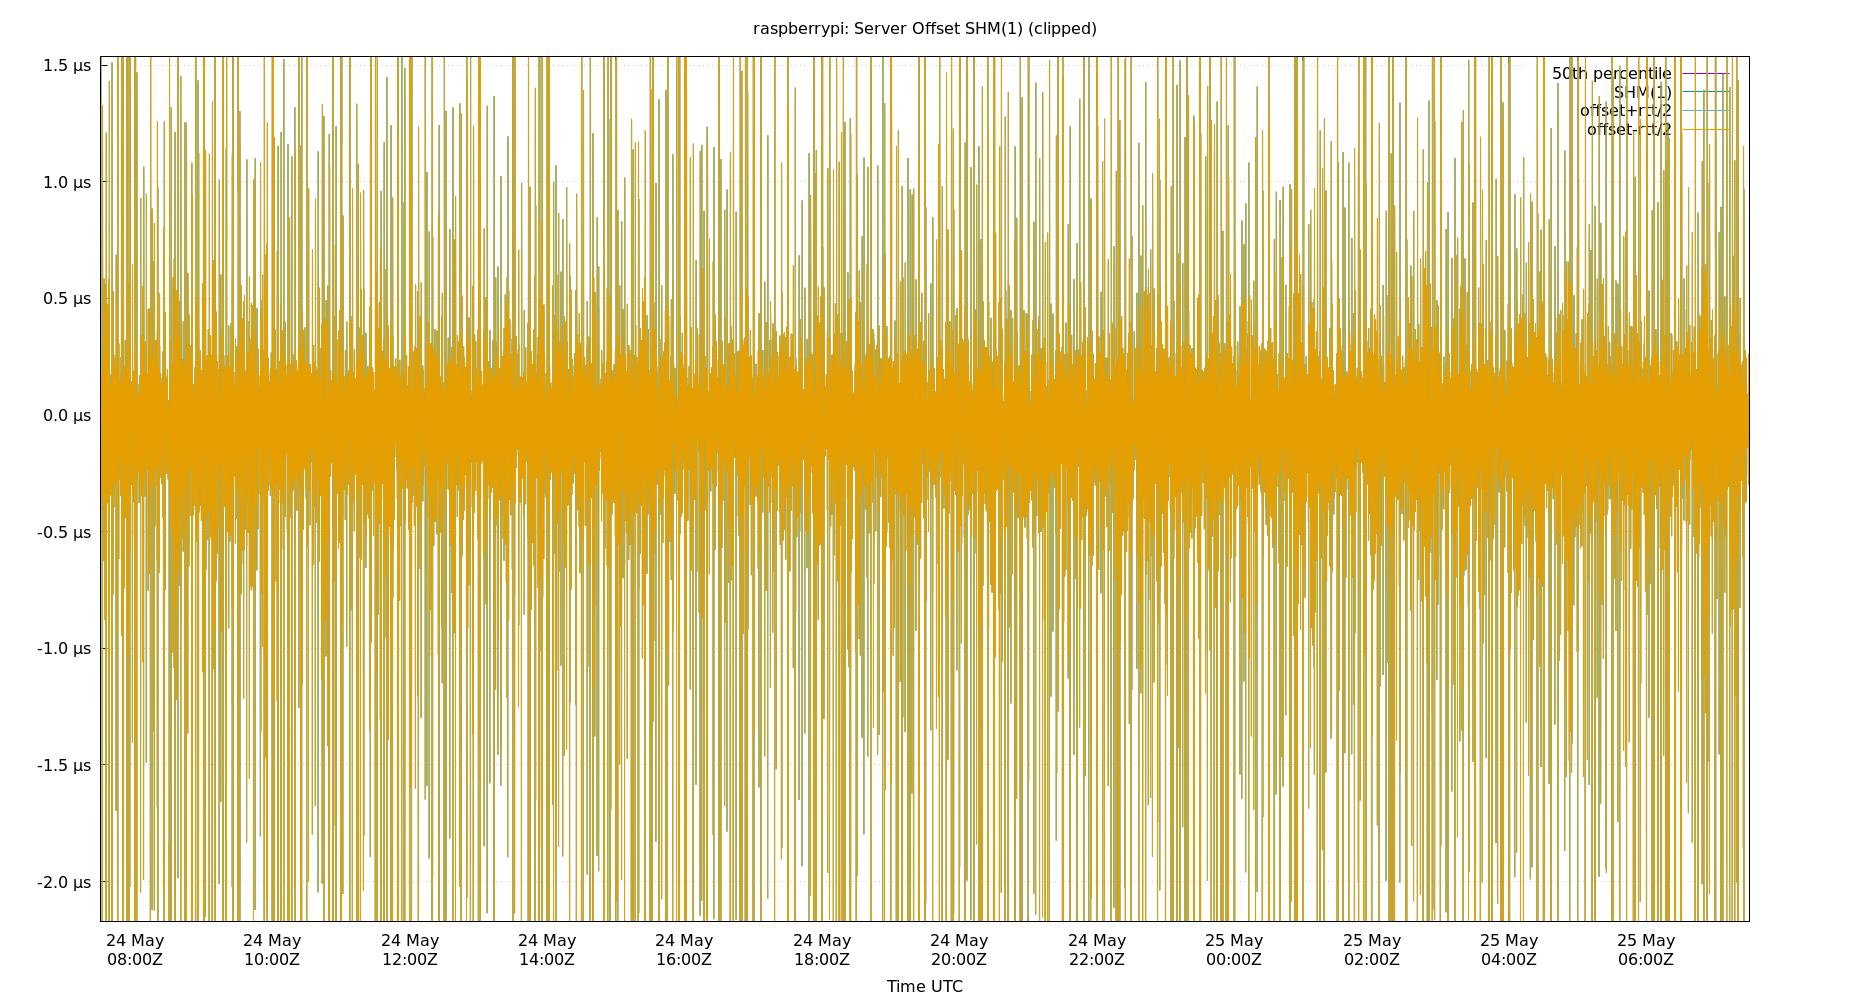 raspberrypi: Server Offset SHM(1) (clipped)
1.5 µs
1.0 µs
0.5 µs
0.0 µs
-0.5 µs
-1.0 µs
-1.5 µs
-2.0 µs
50th percentile
SHM(1)
offset+rtt/2
offset-rtt/2
24 May 24 May 24 May 24 May 24 May 24 May 24 May 24 May 25 May 25 May 25 May 25 May
08:00Z 10:00Z 12:00Z 14:00Z 16:00Z 18:00Z 20:00Z 22:00Z 00:00Z 02:00Z 04:00Z 06:00Z
Time UTC